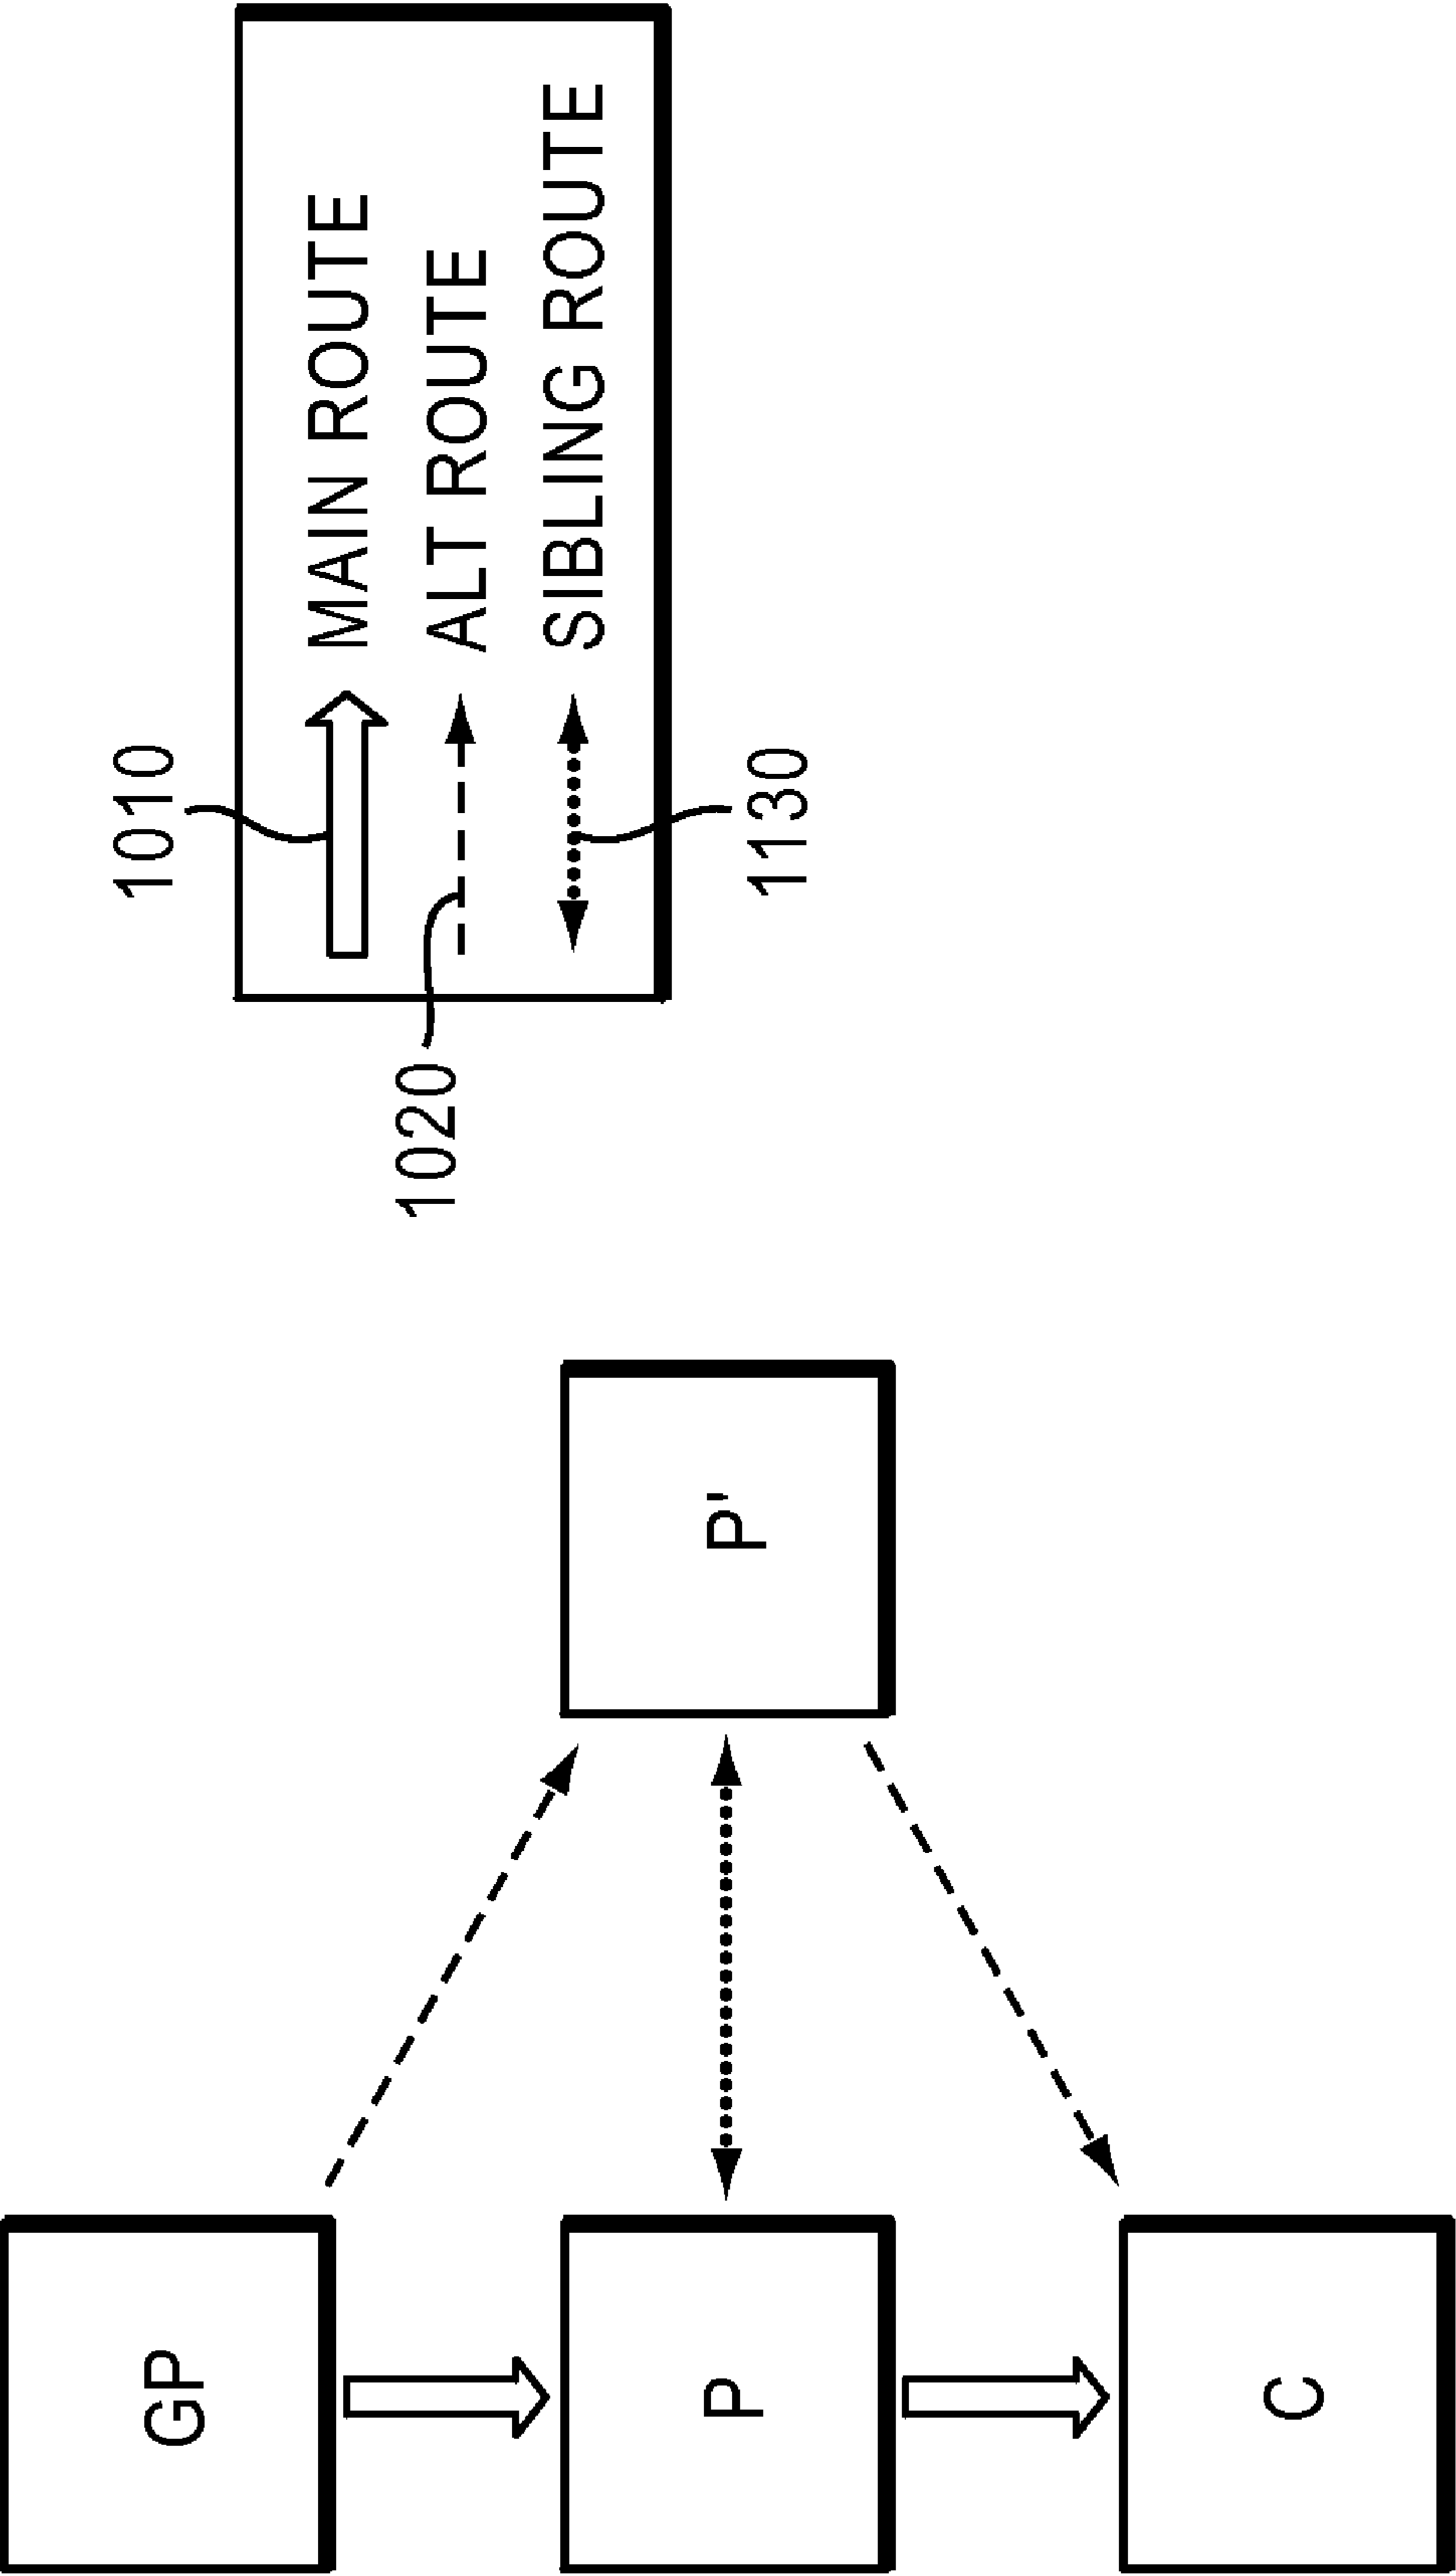 GP
P
C
P'
1010
1020
1130
MAIN ROUTE
ALT ROUTE
SIBLING ROUTE